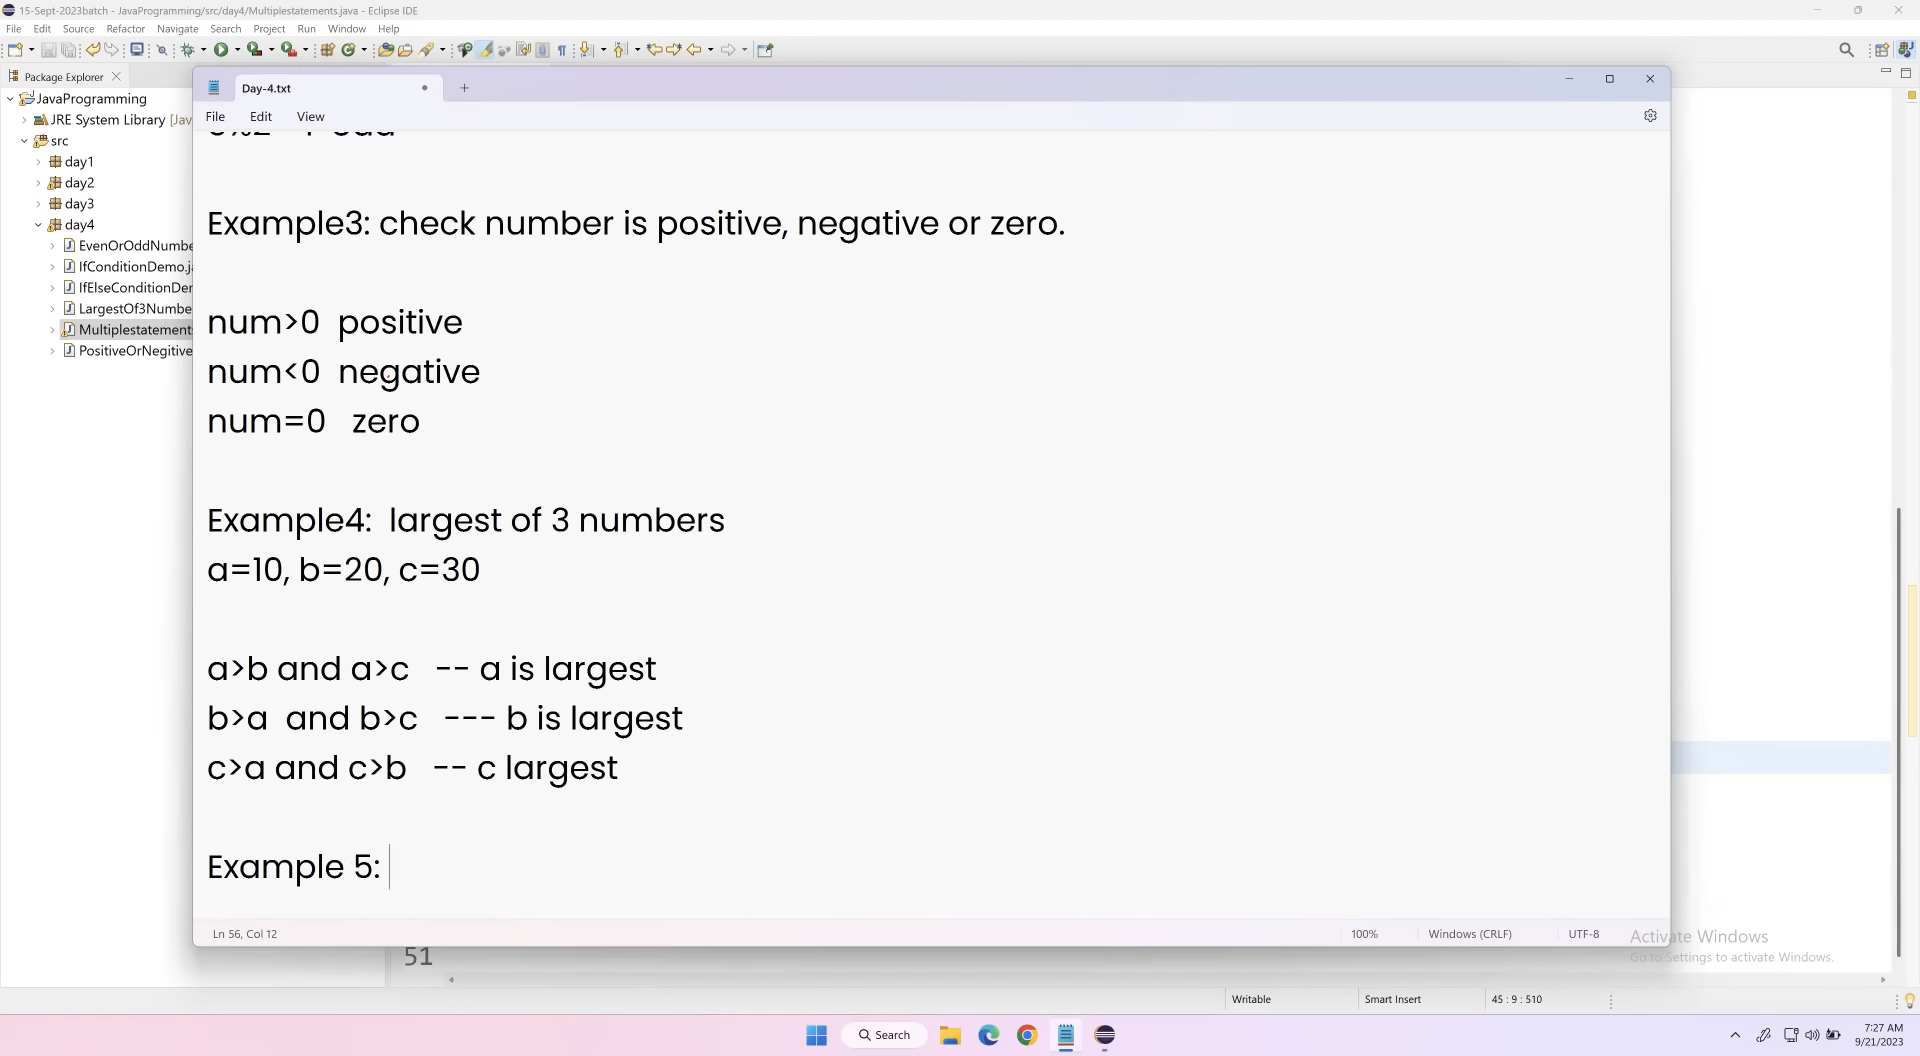 15-Sept-2023batch - JavaProgramming/src/day4/Multiplestatements.java - Eclipse IDE
File Edit Source Refactor Navigate Search Project Run Window Help
Package Explorer
JavaProgramming
JRE System Library [Jav
src
day1
day2
day3
day4
EvenOrOddNumbe
IfConditionDemo.j
IfElseConditionDer
LargestOf3Numbe
Multiplestatement
PositiveOrNegitive
Day-4.txt
File Edit View
Example3: check number is positive, negative or zero.
num>0 positive
num<0 negative
num=0 zero
Example4: largest of 3 numbers
a=10, b=20, c=30
a>b and a>c -- a is largest
b>a and b>c --- b is largest
c>a and c>b -- c largest
Example 5:
Ln 56, Col 12
100%
Windows (CRLF)
UTF-8
Activate Windows
Go to Settings to activate Windows.
51
Writable
Smart Insert
45 : 9 : 510
Search
7:27 AM
9/21/2023